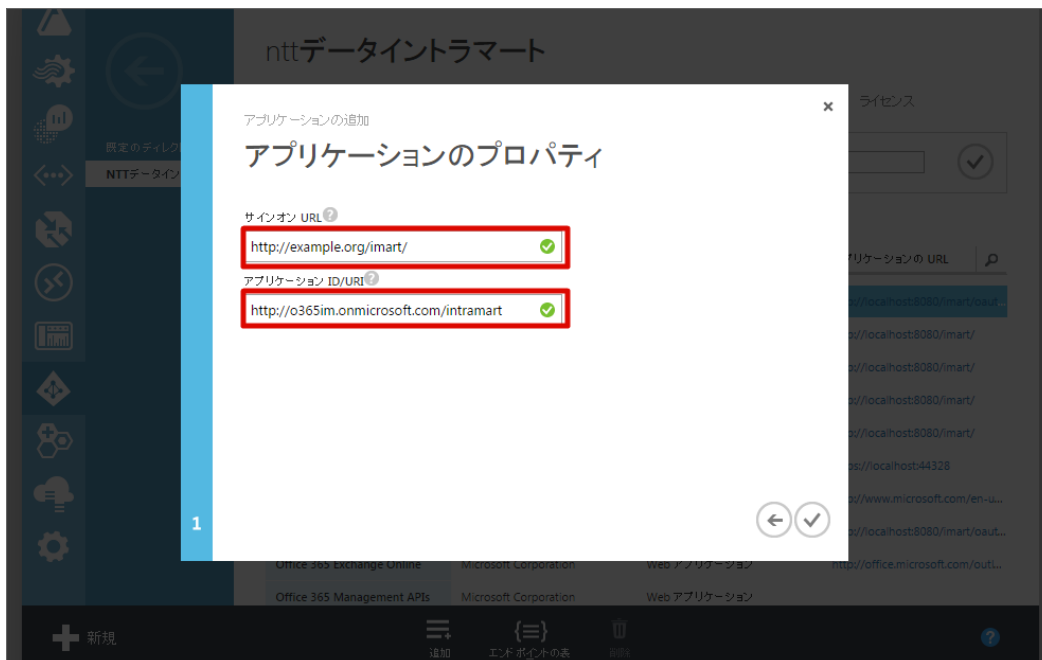 nttデータイントラマート
ライセンス
既定のディレク
NTTデータイン
アプリケーションの追加
アプリケーションのプロパティ
サインオン URL
http://example.org/imart/
アプリケーション ID/URI
http://o365im.onmicrosoft.com/intramart
1
プリケーションの URL
://localhost:8080/imart/oaut...
://localhost:8080/imart/
://localhost:8080/imart/
://localhost:8080/imart/
://localhost:8080/imart/
ps://localhost:44328
://www.microsoft.com/en-u...
://localhost:8080/imart/oaut...
Office 365 Exchange Online Microsoft Corporation Web アプリケーション http://office.microsoft.com/outl...
Office 365 Management APIs Microsoft Corporation Web アプリケーション
新規
追加
エンドポイントの表
削除